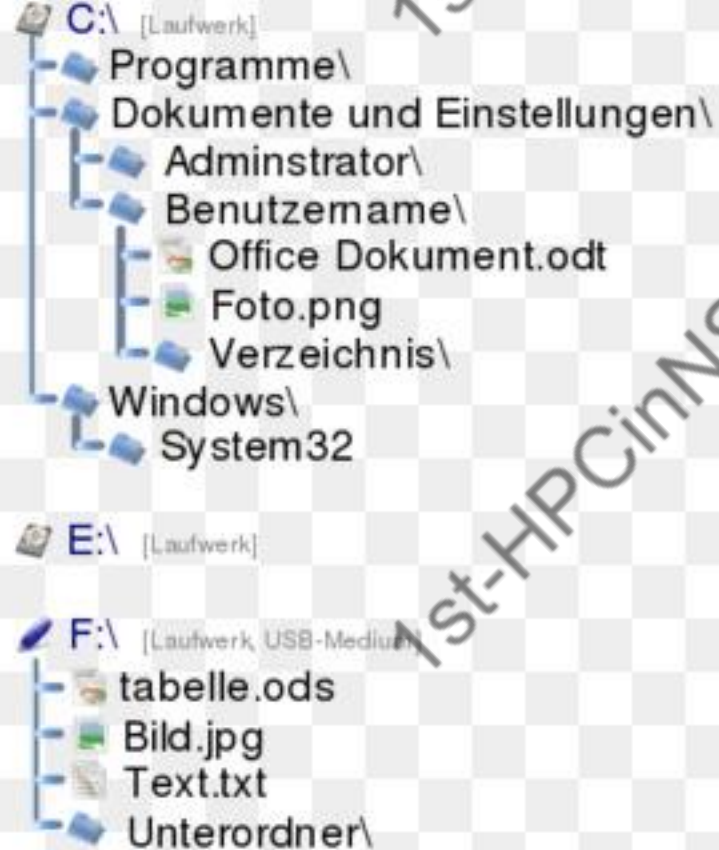 C:\ [Laufwerk]
Programme\
Dokumente und Einstellungen\
Adminstrator\
Benutzername\
Office Dokument.odt
Foto.png
Verzeichnis\
Windows\
System32
E:\ [Laufwerk]
F:\ [Laufwerk, USB-Medium]
tabelle.ods
Bild.jpg
Text.txt
Unterordner\
1st-HPCinNs